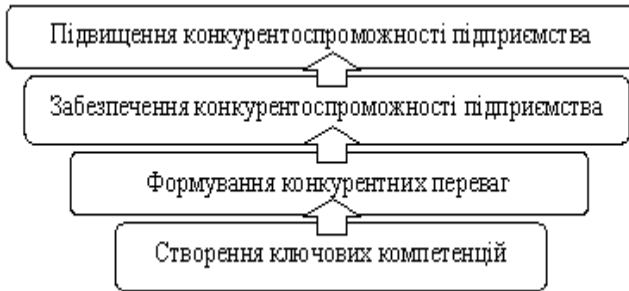 Підвищення конкурентоспроможності підприємства
Забезпечення конкурентоспроможності підприємства
Формування конкурентних переваг
Створення ключових компетенцій